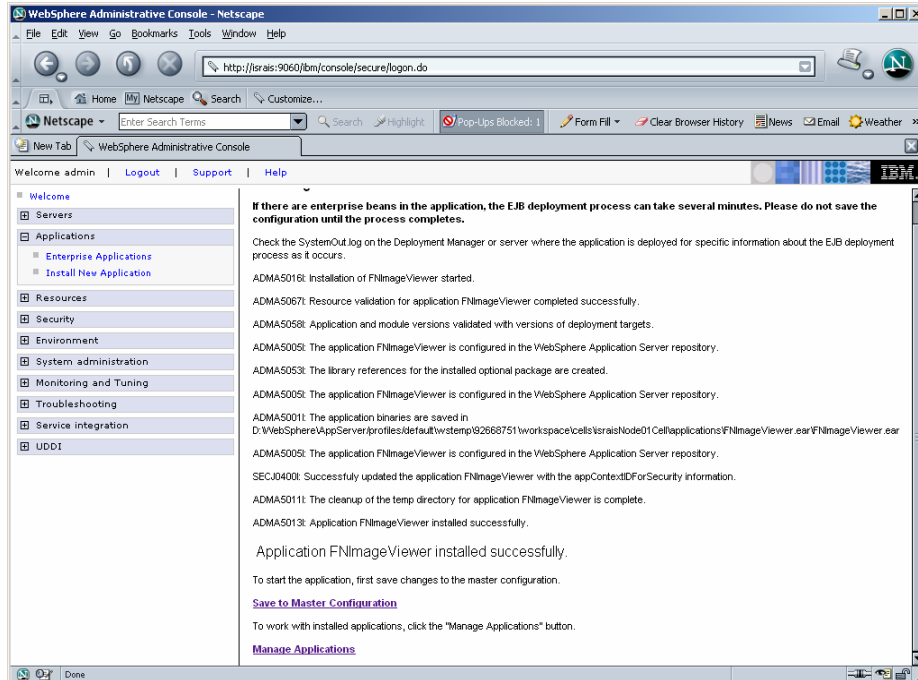 WebSphere Administrative Console - Netscape
File Edit View Go Bookmarks Tools Window Help
http://israis:9060/ibm/console/secure/logon.do
Home My Netscape Search Customize...
Netscape Enter Search Terms Search Highlight Pop-Ups Blocked: 1 Form Fill Clear Browser History News Email Weather »
New Tab WebSphere Administrative Console
Welcome admin | Logout | Support | Help IBM.
Welcome
Servers
Applications
Enterprise Applications
Install New Application
Resources
Security
Environment
System administration
Monitoring and Tuning
Troubleshooting
Service integration
UDDI
If there are enterprise beans in the application, the EJB deployment process can take several minutes. Please do not save the
configuration until the process completes.
Check the SystemOut.log on the Deployment Manager or server where the application is deployed for specific information about the EJB deployment
process as it occurs.
ADMA5016I: Installation of FNImageViewer started.
ADMA5067I: Resource validation for application FNImageViewer completed successfully.
ADMA5058I: Application and module versions validated with versions of deployment targets.
ADMA5005I: The application FNImageViewer is configured in the WebSphere Application Server repository.
ADMA5053I: The library references for the installed optional package are created.
ADMA5005I: The application FNImageViewer is configured in the WebSphere Application Server repository.
ADMA5001I: The application binaries are saved in
D:\WebSphere\AppServer/profiles/default\wstemp\92668751\workspace\cells\israisNode01Cell\applications\FNImageViewer.ear\FNImageViewer.ear
ADMA5005I: The application FNImageViewer is configured in the WebSphere Application Server repository.
SECJ0400I: Successfuly updated the application FNImageViewer with the appContextIDForSecurity information.
ADMA5011I: The cleanup of the temp directory for application FNImageViewer is complete.
ADMA5013I: Application FNImageViewer installed successfully.
Application FNImageViewer installed successfully.
To start the application, first save changes to the master configuration.
Save to Master Configuration
To work with installed applications, click the "Manage Applications" button.
Manage Applications
Done